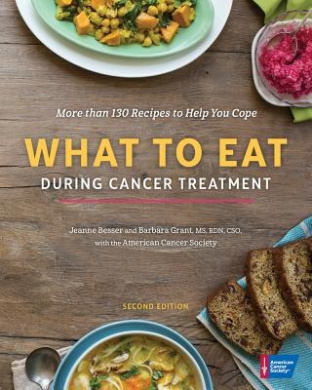 More than 130 Recipes to Help You Cope
WHAT TO EAT
DURING CANCER TREATMENT
Jeanne Besser and Barbara Grant, MS, RDN, CSO,
with the American Cancer Society
SECOND EDITION
American
Cancer
Society®